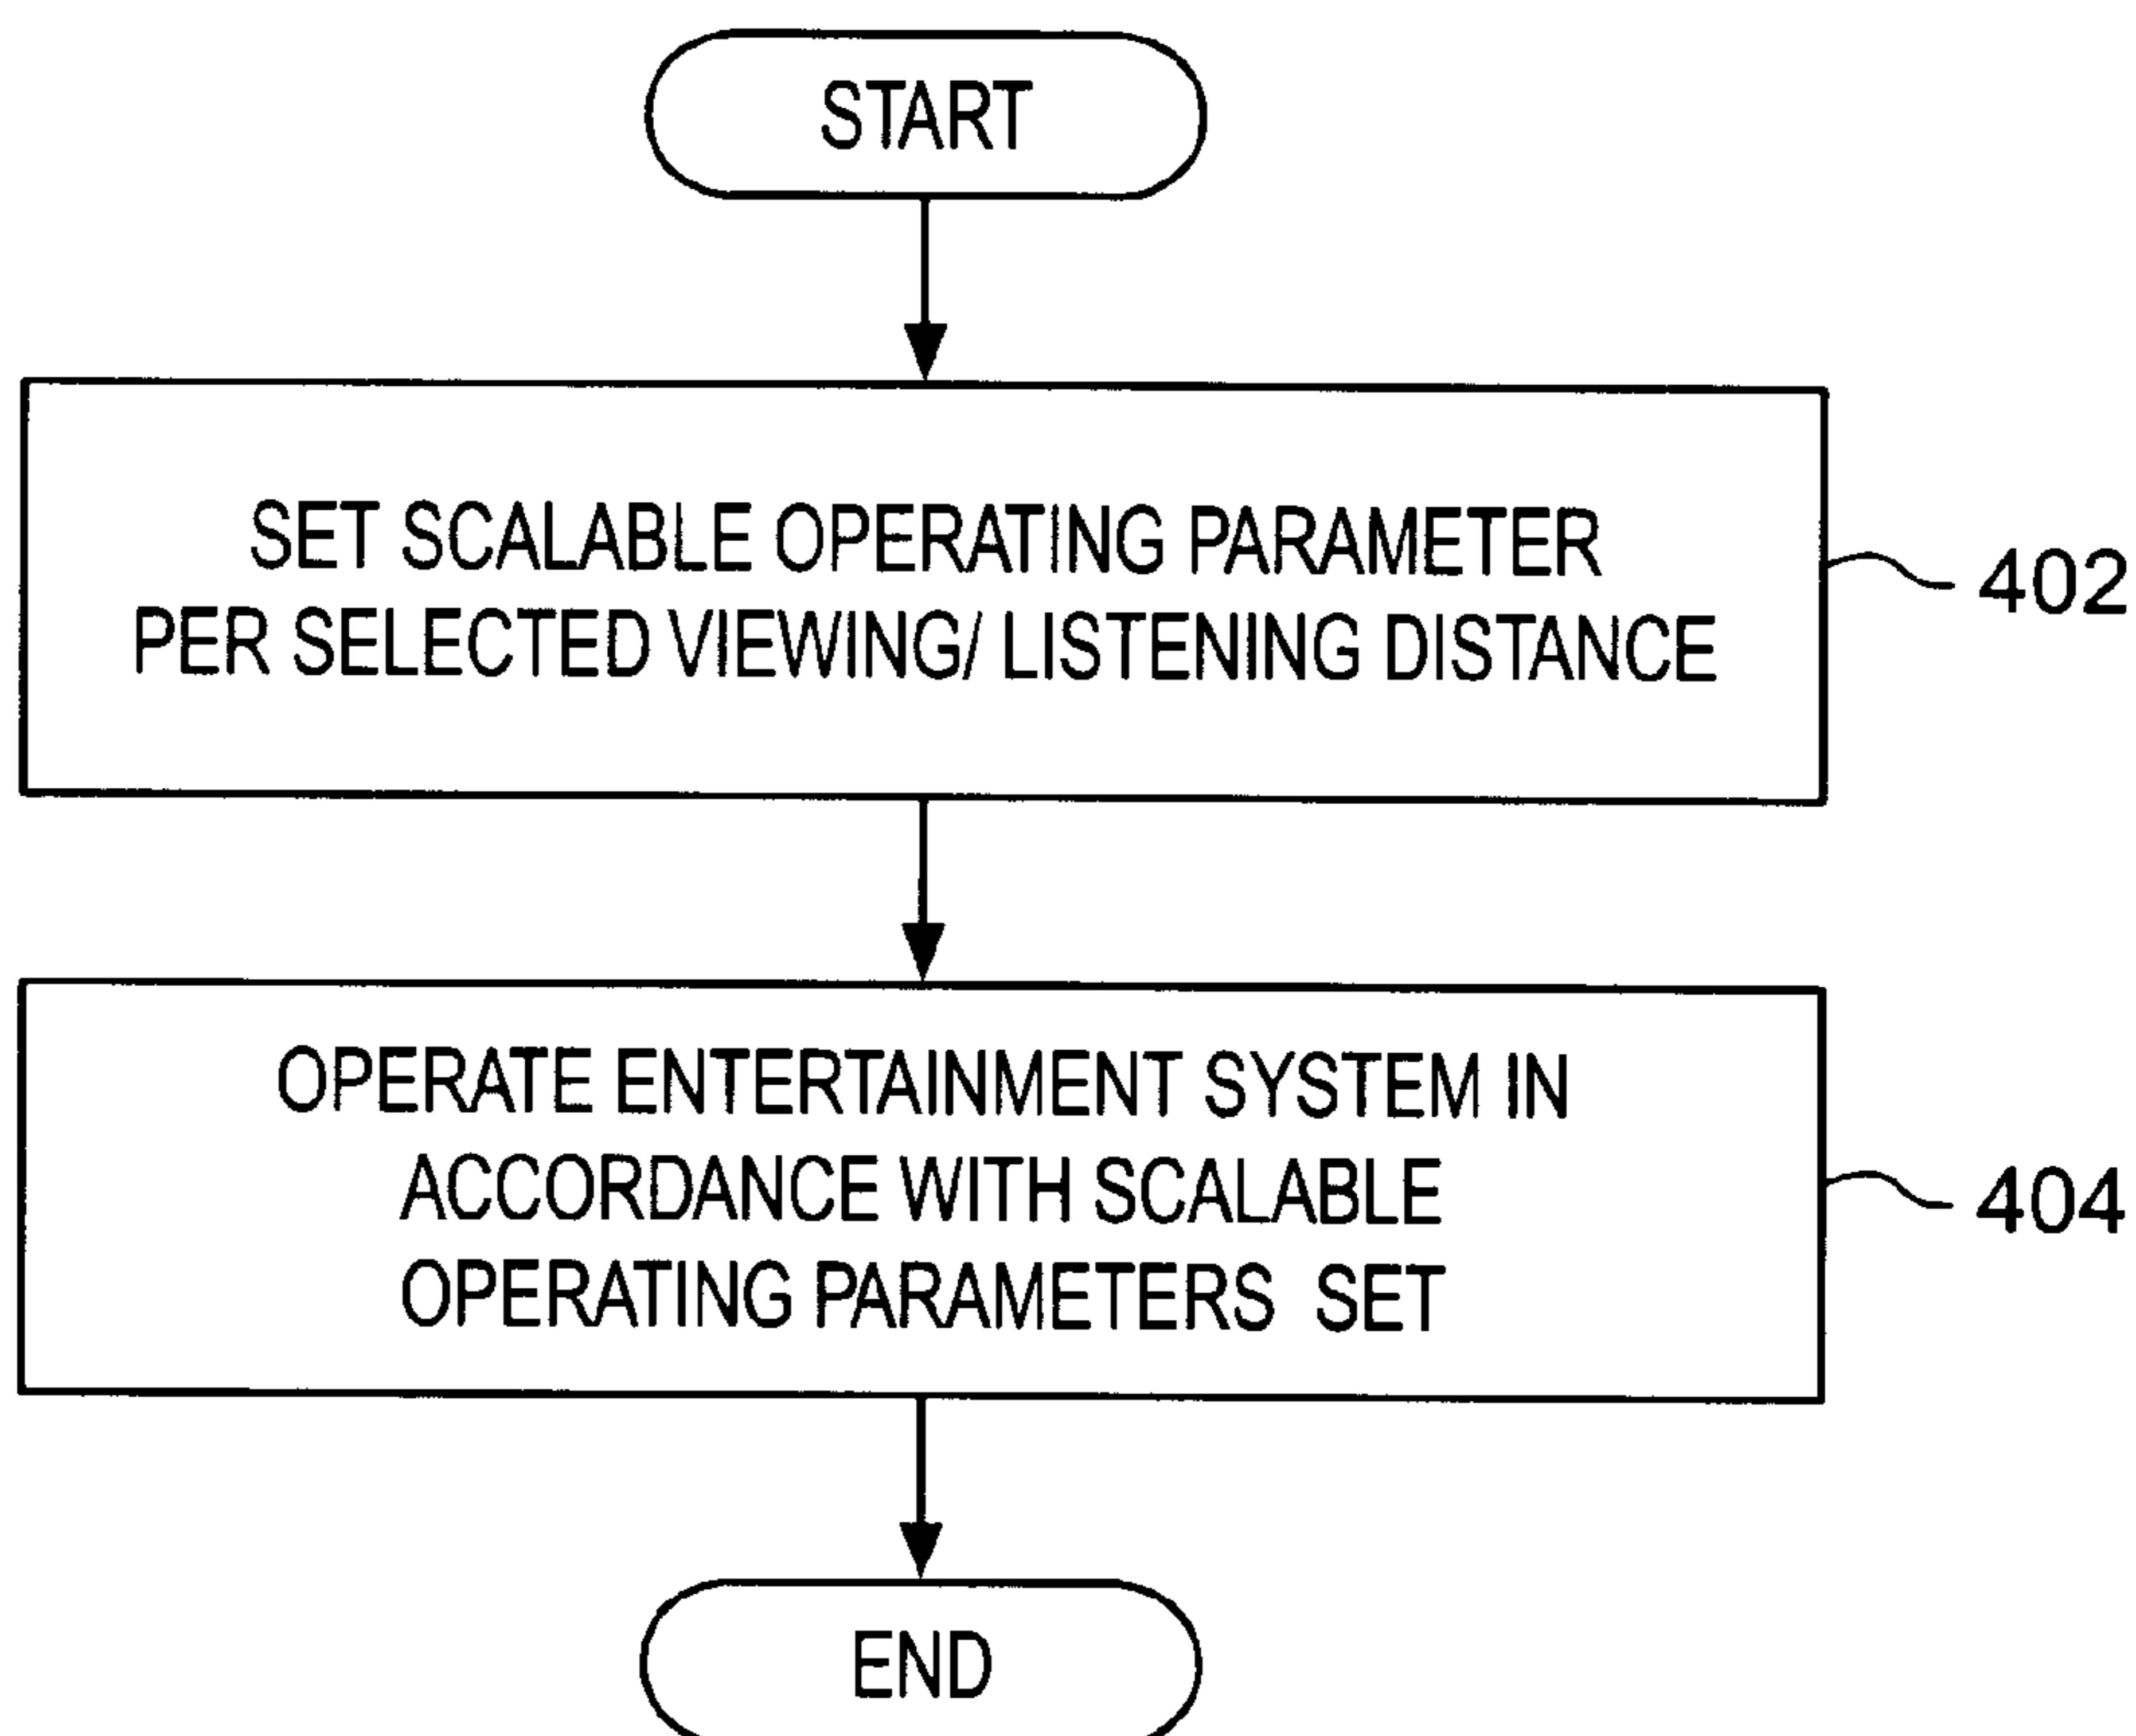 START
SET SCALABLE OPERATING PARAMETER
PER SELECTED VIEWING/ LISTENING DISTANCE
402
OPERATE ENTERTAINMENT SYSTEM IN
ACCORDANCE WITH SCALABLE
OPERATING PARAMETERS SET
404
END